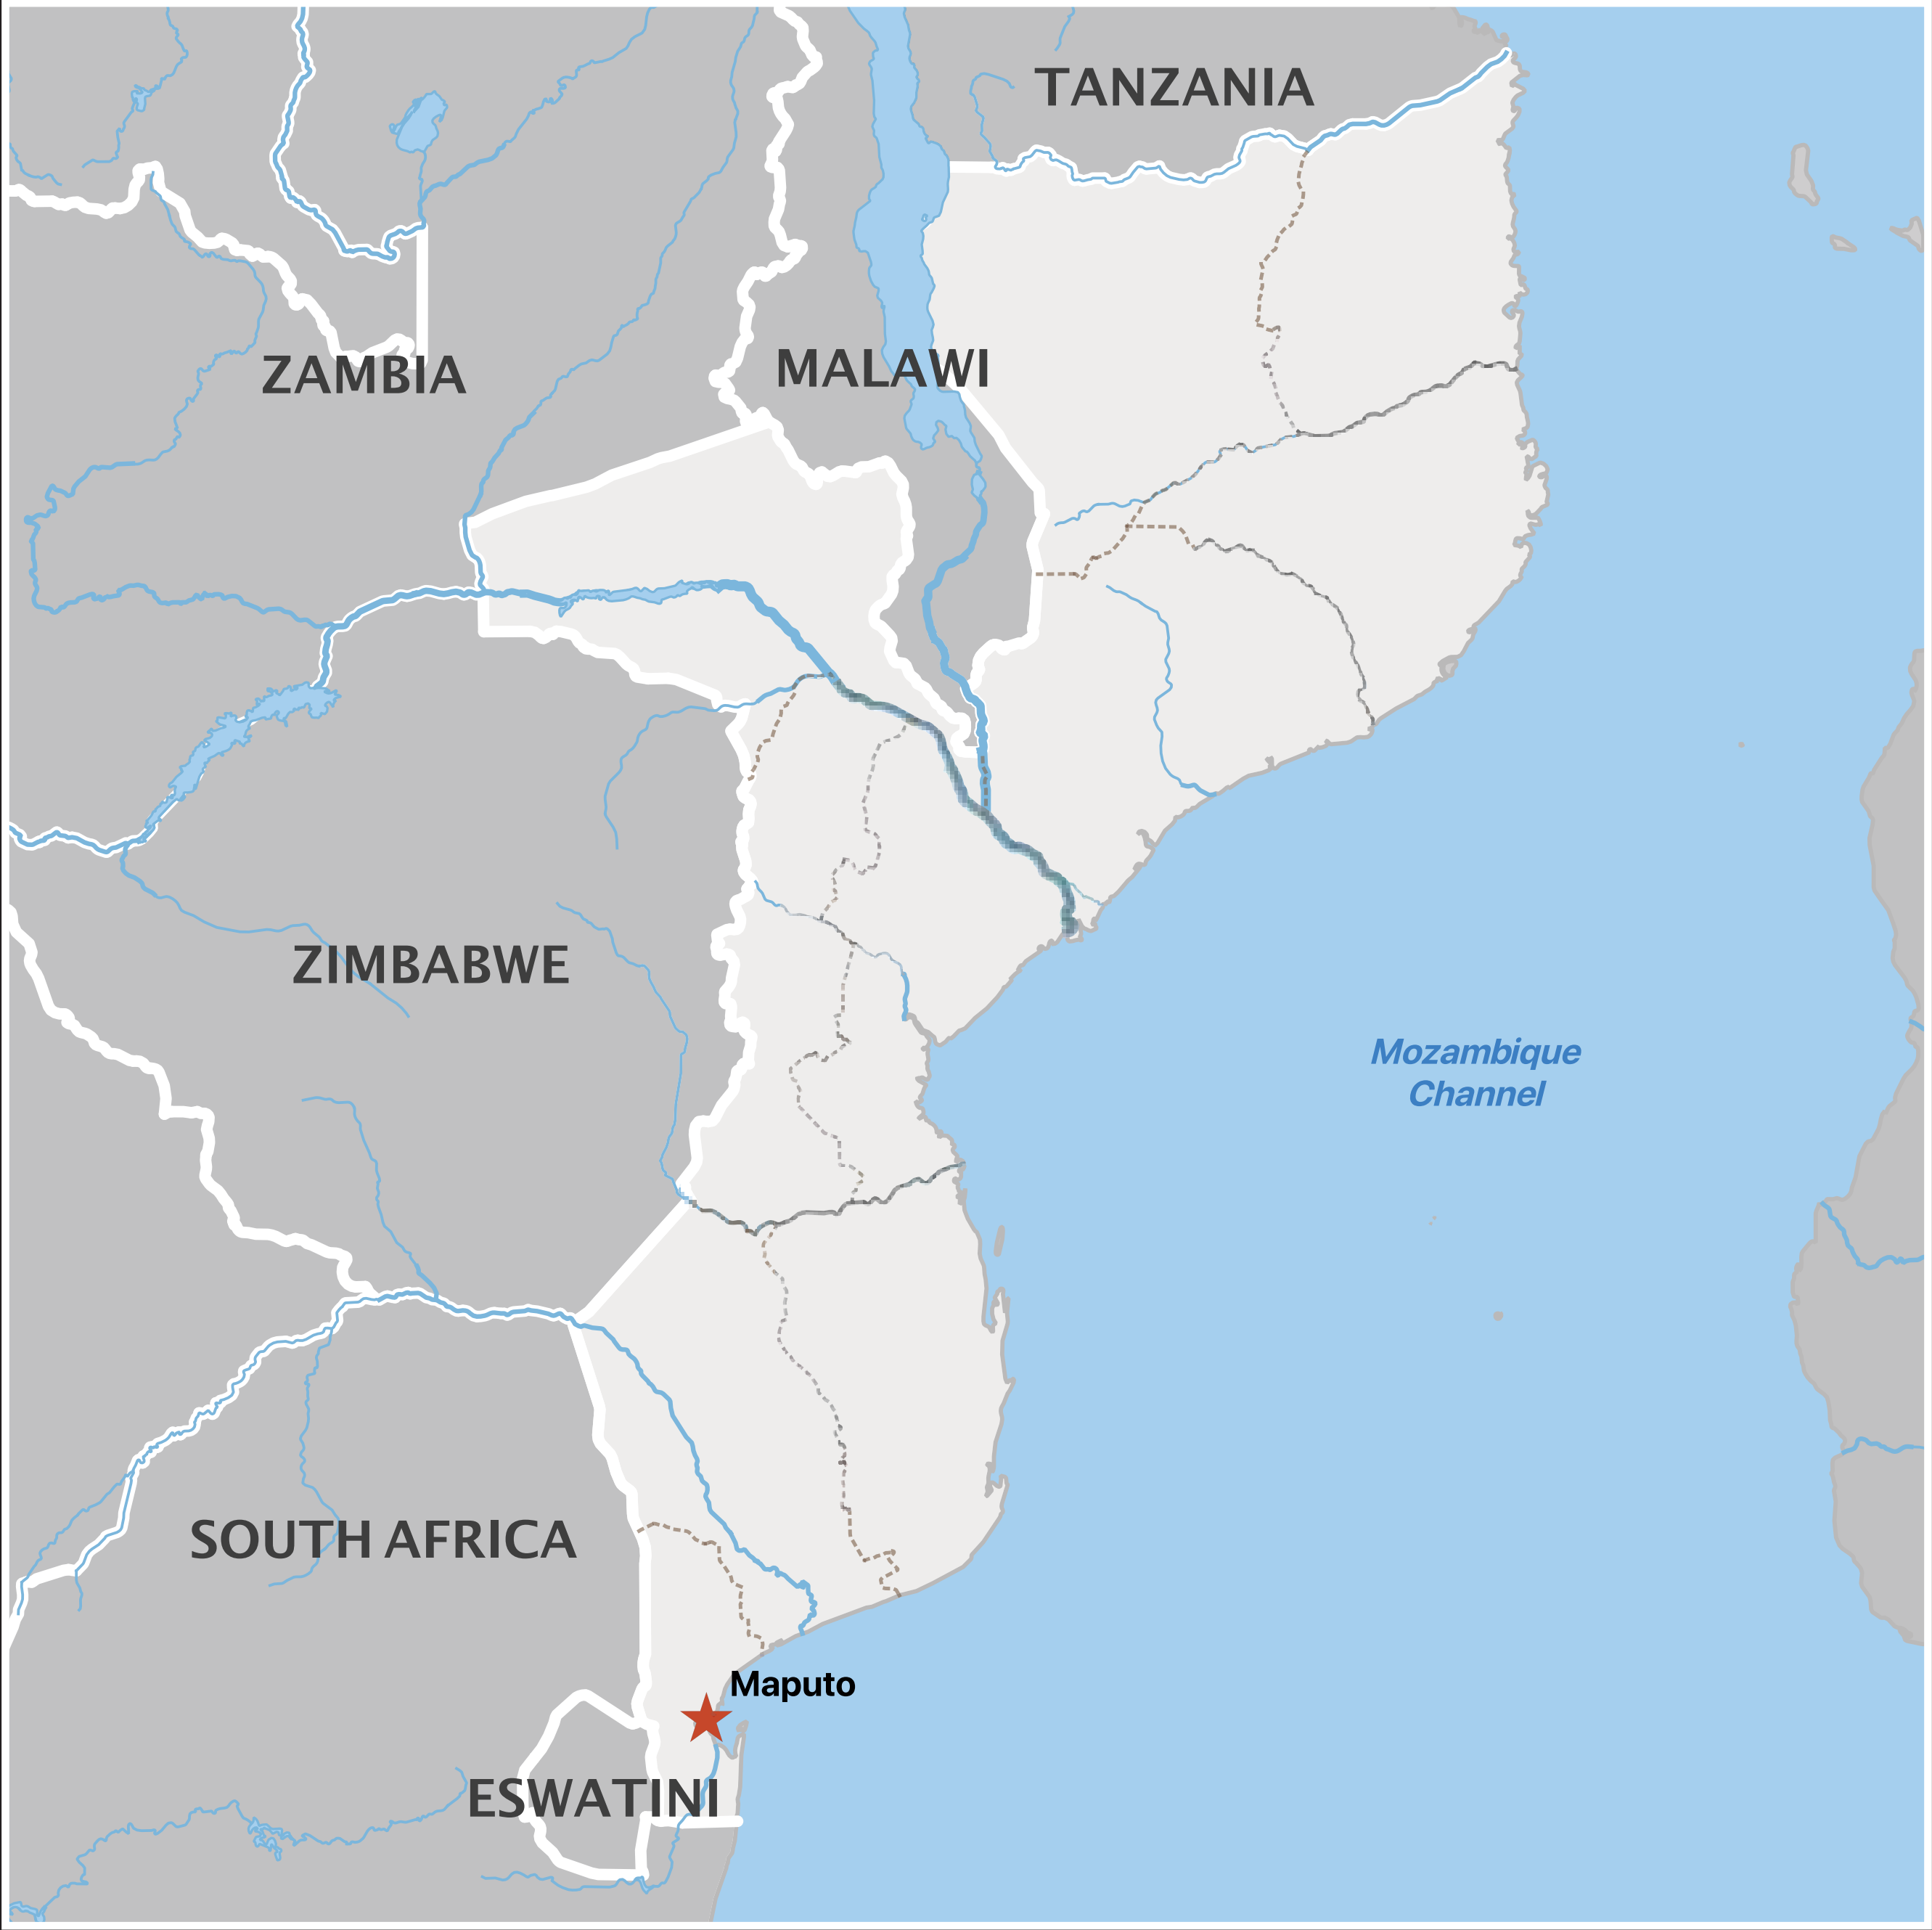 TANZANIA
ZAMBIA
MALAWI
ZIMBABWE
Mozambique
Channel
SOUTH AFRICA
Maputo
ESWATINI